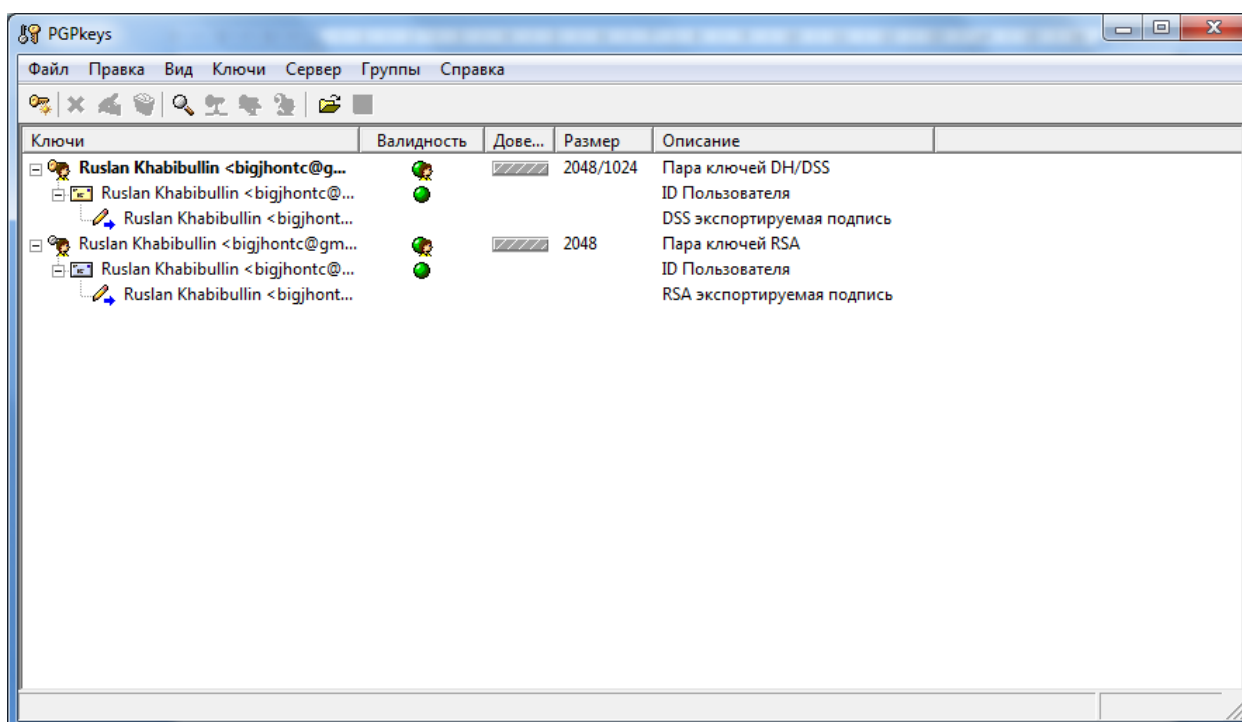 PGPkeys
Файл Правка Вид Ключи Сервер Группы Справка
Ключи Валидность Дове... Размер Описание
Ruslan Khabibullin <bigjhontc@g... 2048/1024 Пара ключей DH/DSS
Ruslan Khabibullin <bigjhontc@... ID Пользователя
Ruslan Khabibullin <bigjhont... DSS экспортируемая подпись
Ruslan Khabibullin <bigjhontc@gm... 2048 Пара ключей RSA
Ruslan Khabibullin <bigjhontc@... ID Пользователя
Ruslan Khabibullin <bigjhont... RSA экспортируемая подпись